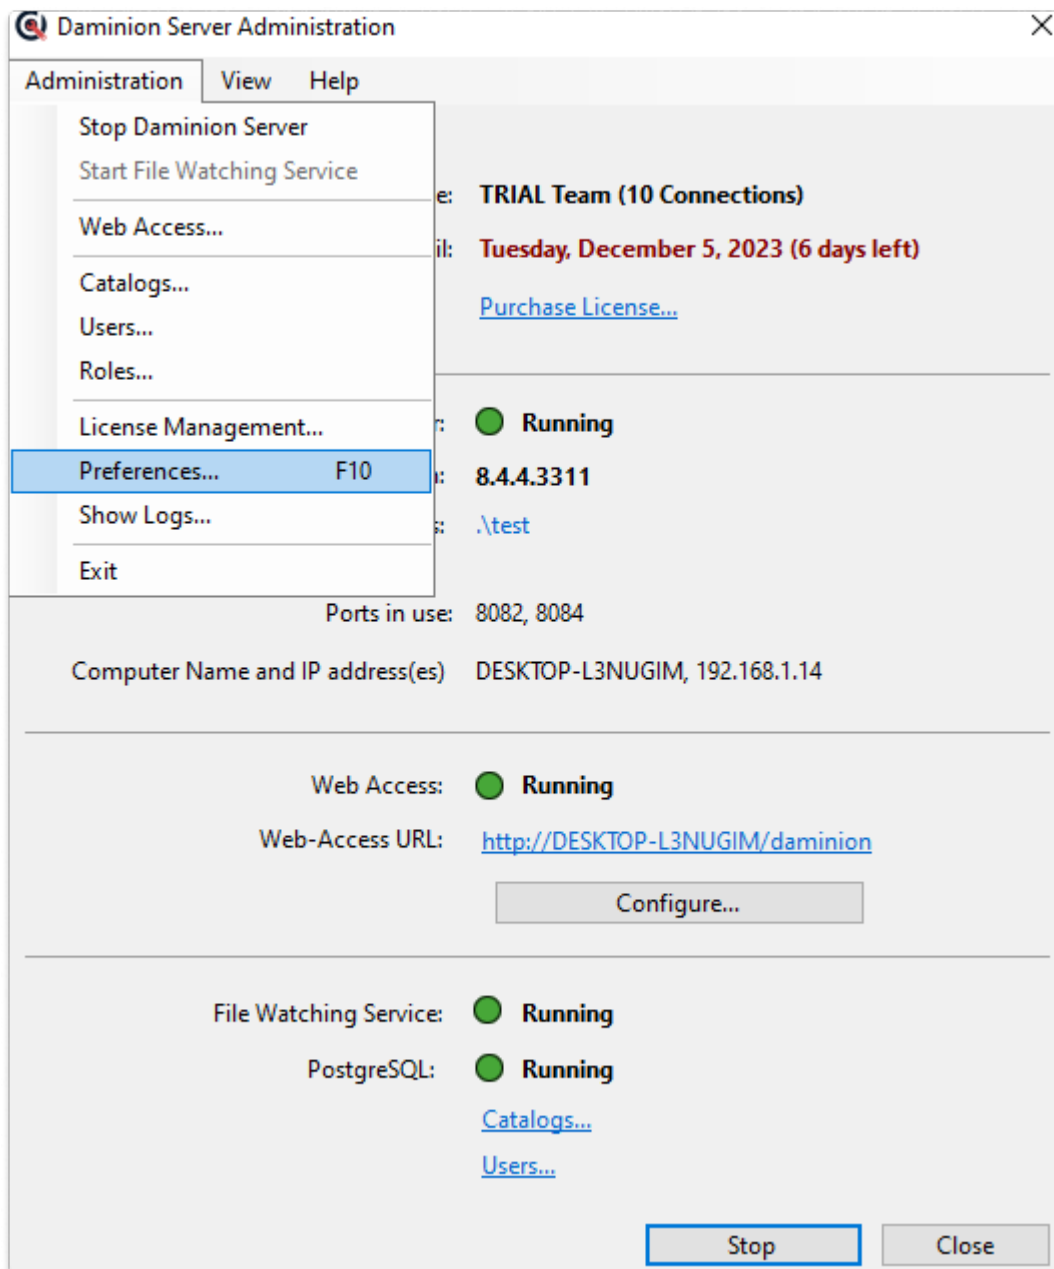 Daminion Server Administration
Administration View Help
Stop Daminion Server
Start File Watching Service
Web Access...
Catalogs...
Users...
Roles...
License Management...
Preferences... F10
Show Logs...
Exit
e: TRIAL Team (10 Connections)
il: Tuesday, December 5, 2023 (6 days left)
Purchase License...
r: Running
8.4.4.3311
s: .\test
Ports in use: 8082, 8084
Computer Name and IP address(es) DESKTOP-L3NUGIM, 192.168.1.14
Web Access: Running
Web-Access URL: http://DESKTOP-L3NUGIM/daminion
Configure...
File Watching Service: Running
PostgreSQL: Running
Catalogs...
Users...
Stop Close